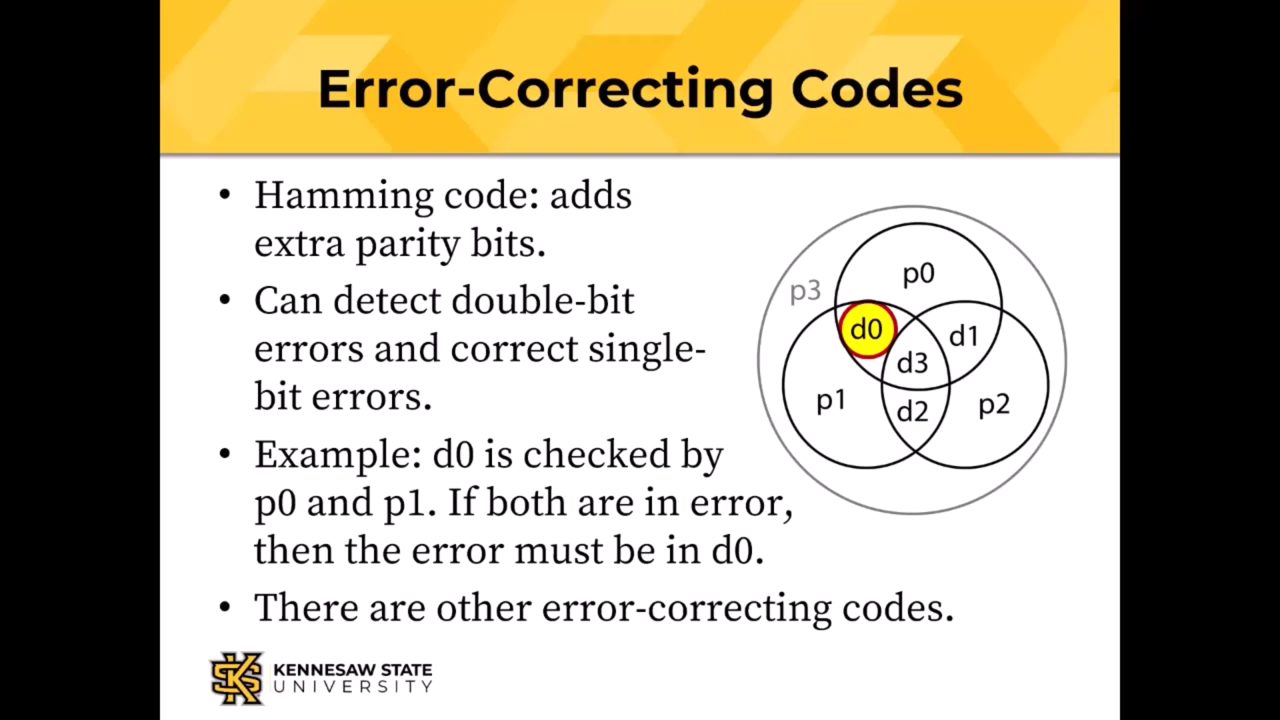 Error-Correcting Codes
• Hamming code: adds
extra parity bits.
• Can detect double-bit
errors and correct single-
bit errors.
• Example: d0 is checked by
p0 and p1. If both are in error,
then the error must be in d0.
• There are other error-correcting codes.
p0
p3
d0
d1
d3
p1
d2
p2
KENNESAW STATE
UNIVERSITY